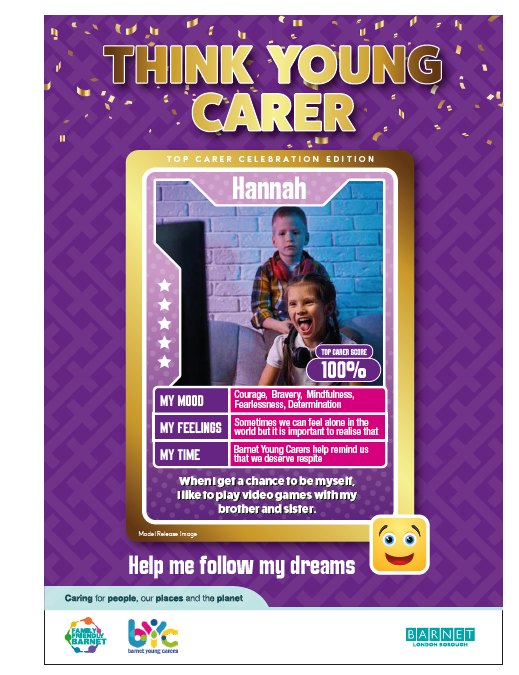 THINK YOUNG
CARER
TOP CARER CELEBRATION EDITION
Hannah
TOP CARER SCORE
100%
MY MOOD
Courage, Bravery, Mindfulness,
Fearlessness, Determination
MY FEELINGS
Sometimes we can feel alone in the
world but it is important to realise that
MY TIME
Barnet Young Carers help remind us
that we deserve respite
When I get a chance to be myself,
I like to play video games with my
brother and sister.
Model Release Image
Help me follow my dreams
Caring for people, our places and the planet
FAMILY
FRIENDLY
BARNET
byc
barnet young carers
BARNET
LONDON BOROUGH